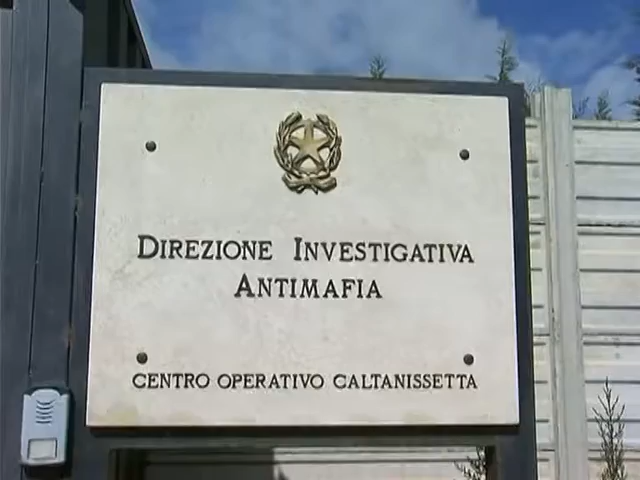 DIREZIONE INVESTIGATIVA
ANTIMAFIA
CENTRO OPERATIVO CALTANISSETTA